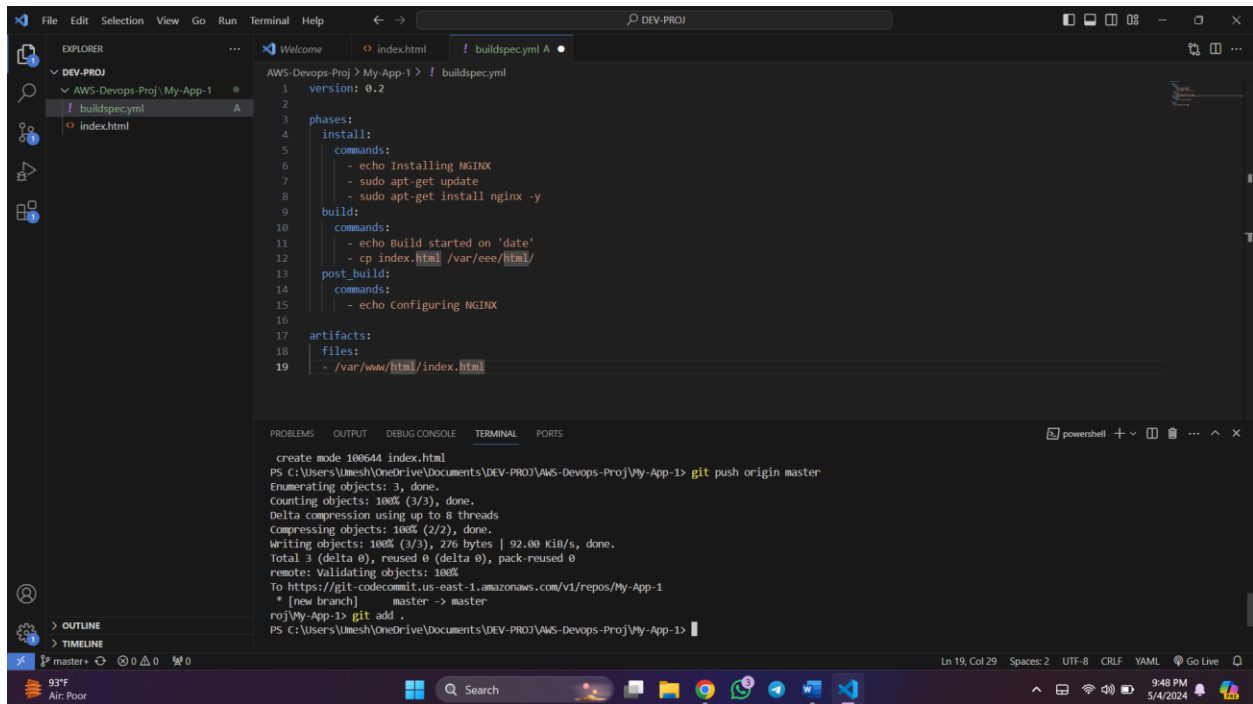 File Edit Selection View Go Run Terminal Help
DEV-PROJ
EXPLORER
Welcome
index.html
! buildspec.yml A
DEV-PROJ
AWS-Devops-Proj\My-App-1
! buildspec.yml A
index.html
AWS-Devops-Proj > My-App-1 > ! buildspec.yml
1 version: 0.2
2
3 phases:
4 install:
5 commands:
6 - echo Installing NGINX
7 - sudo apt-get update
8 - sudo apt-get install nginx -y
9 build:
10 commands:
11 - echo Build started on 'date'
12 - cp index.html /var/eee/html/
13 post_build:
14 commands:
15 - echo Configuring NGINX
16
17 artifacts:
18 files:
19 - /var/www/html/index.html
PROBLEMS OUTPUT DEBUG CONSOLE TERMINAL PORTS
powershell
create mode 100644 index.html
PS C:\Users\Umesh\OneDrive\Documents\DEV-PROJ\AWS-Devops-Proj\My-App-1> git push origin master
Enumerating objects: 3, done.
Counting objects: 100% (3/3), done.
Delta compression using up to 8 threads
Compressing objects: 100% (2/2), done.
Writing objects: 100% (3/3), 276 bytes | 92.00 KiB/s, done.
Total 3 (delta 0), reused 0 (delta 0), pack-reused 0
remote: Validating objects: 100%
To https://git-codecommit.us-east-1.amazonaws.com/v1/repos/My-App-1
* [new branch] master -> master
roj\My-App-1> git add .
PS C:\Users\Umesh\OneDrive\Documents\DEV-PROJ\AWS-Devops-Proj\My-App-1>
> OUTLINE
> TIMELINE
master+ 0 0 0
Ln 19, Col 29 Spaces: 2 UTF-8 CRLF YAML Go Live
93°F
Air: Poor
Search
3
9:48 PM
5/4/2024